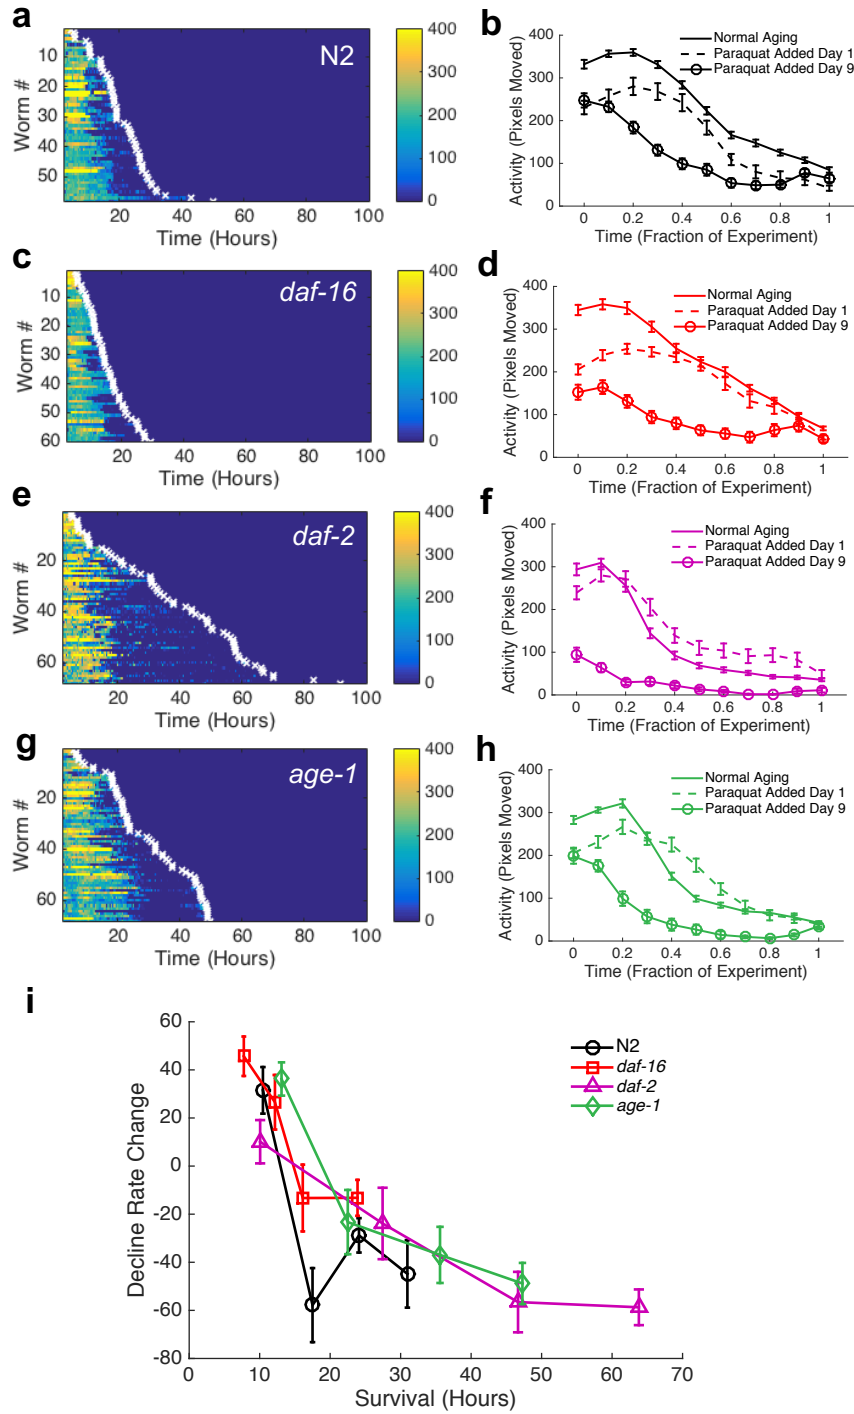 a
N2
Worm #
10
20
30
40
50
20
40
60
80
100
Time (Hours)
400
300
200
100
0
b
Normal Aging
Paraquat Added Day 1
Paraquat Added Day 9
Activity (Pixels Moved)
400
300
200
100
0
0
0.2
0.4
0.6
0.8
1
Time (Fraction of Experiment)
c
daf-16
Worm #
10
20
30
40
50
60
20
40
60
80
100
Time (Hours)
400
300
200
100
0
d
Normal Aging
Paraquat Added Day 1
Paraquat Added Day 9
Activity (Pixels Moved)
400
300
200
100
0
0
0.2
0.4
0.6
0.8
1
Time (Fraction of Experiment)
e
daf-2
Worm #
20
40
60
20
40
60
80
100
Time (Hours)
400
300
200
100
0
f
Normal Aging
Paraquat Added Day 1
Paraquat Added Day 9
Activity (Pixels Moved)
400
300
200
100
0
0
0.2
0.4
0.6
0.8
1
Time (Fraction of Experiment)
g
age-1
Worm #
20
40
60
20
40
60
80
100
Time (Hours)
400
300
200
100
0
h
Normal Aging
Paraquat Added Day 1
Paraquat Added Day 9
Activity (Pixels Moved)
400
300
200
100
0
0
0.2
0.4
0.6
0.8
1
Time (Fraction of Experiment)
i
N2
daf-16
daf-2
age-1
Decline Rate Change
60
40
20
0
-20
-40
-60
-80
0
10
20
30
40
50
60
70
Survival (Hours)